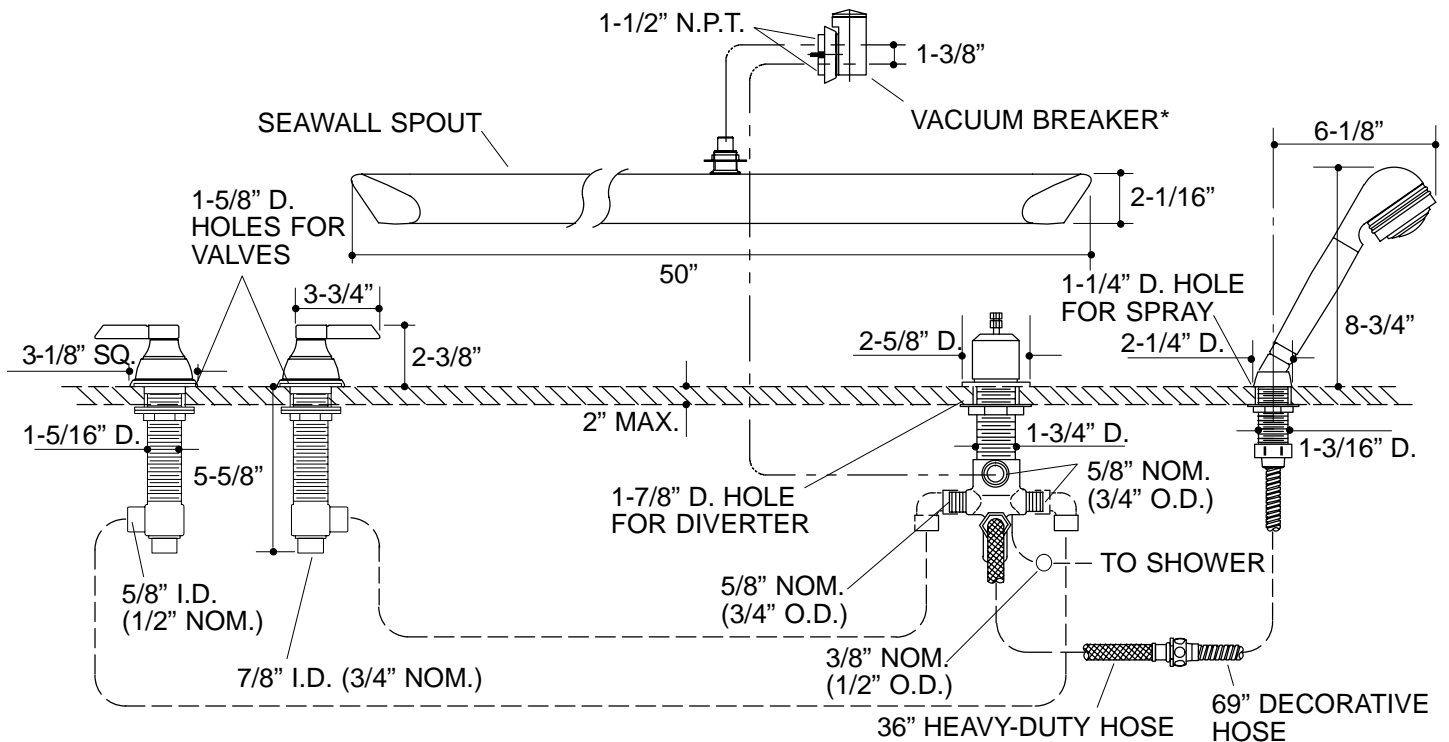 1-1/2” N.P.T.
1-3/8”
SEAWALL SPOUT
VACUUM BREAKER*
6-1/8”
1-5/8” D.
HOLES FOR
VALVES
2-1/16”
50”
3-3/4”
1-1/4” D. HOLE
FOR SPRAY
8-3/4”
3-1/8” SQ.
2-3/8”
2-5/8” D.
2-1/4” D.
2” MAX.
1-5/16” D.
1-3/4” D.
1-3/16” D.
5-5/8”
1-7/8” D. HOLE
FOR DIVERTER
5/8” NOM.
(3/4” O.D.)
TO SHOWER
5/8” I.D.
(1/2” NOM.)
5/8” NOM.
(3/4” O.D.)
7/8” I.D. (3/4” NOM.)
3/8” NOM.
(1/2” O.D.)
36” HEAVY-DUTY HOSE
69” DECORATIVE
HOSE